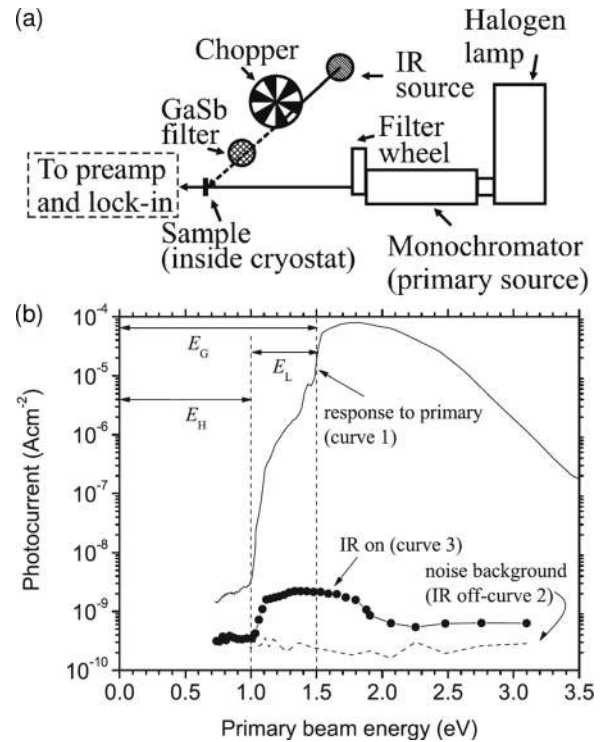 (a)
Chopper
IR
source
Halogen
lamp
GaSb
filter
Filter
wheel
To preamp
and lock-in
Sample
(inside cryostat)
Monochromator
(primary source)
(b)
10⁻⁴
10⁻⁵
10⁻⁶
10⁻⁷
10⁻⁸
10⁻⁹
10⁻¹⁰
Photocurrent (Acm⁻²)
E_G
E_L
E_H
response to primary
(curve 1)
IR on (curve 3)
noise background
(IR off-curve 2)
0.0 0.5 1.0 1.5 2.0 2.5 3.0 3.5
Primary beam energy (eV)